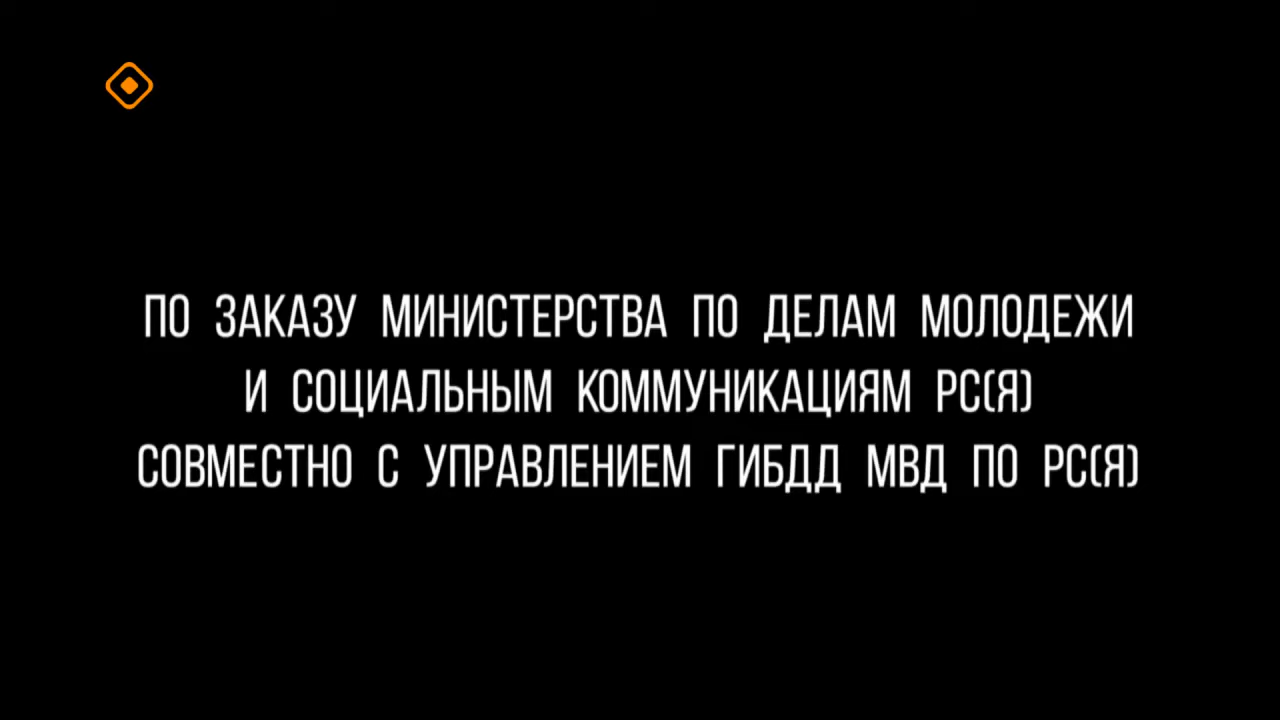 ПО ЗАКАЗУ МИНИСТЕРСТВА ПО ДЕЛАМ МОЛОДЕЖИ
И СОЦИАЛЬНЫМ КОММУНИКАЦИЯМ РС(Я)
СОВМЕСТНО С УПРАВЛЕНИЕМ ГИБДД МВД ПО РС(Я)